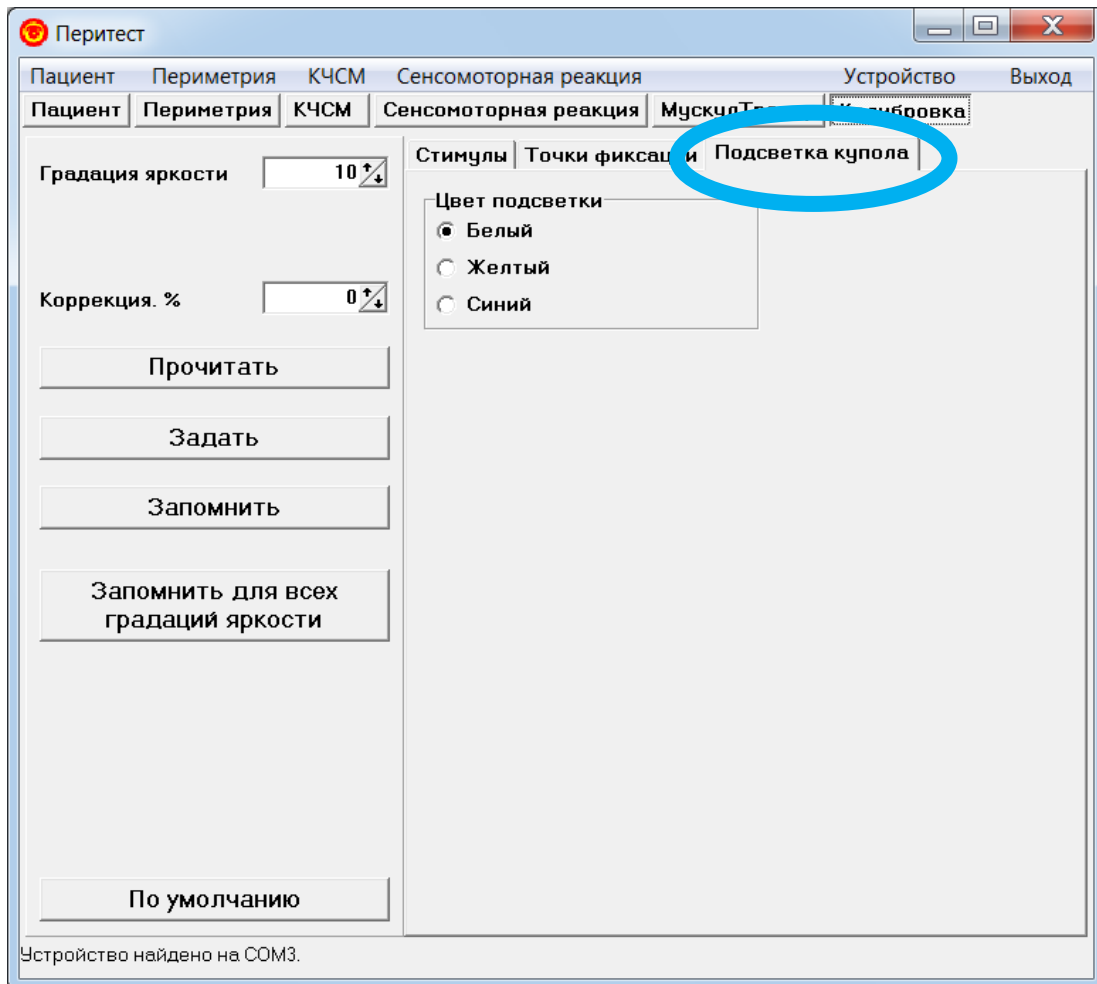 Перитест
Пациент Периметрия КЧСМ Сенсомоторная реакция Устройство Выход
Пациент Периметрия КЧСМ Сенсомоторная реакция
Стимулы Точки фиксации Подсветка купола
Градация яркости 10
Цвет подсветки
Белый
Желтый
Синий
Коррекция. % 0
Прочитать
Задать
Запомнить
Запомнить для всех
градаций яркости
По умолчанию
Устройство найдено на COM3.